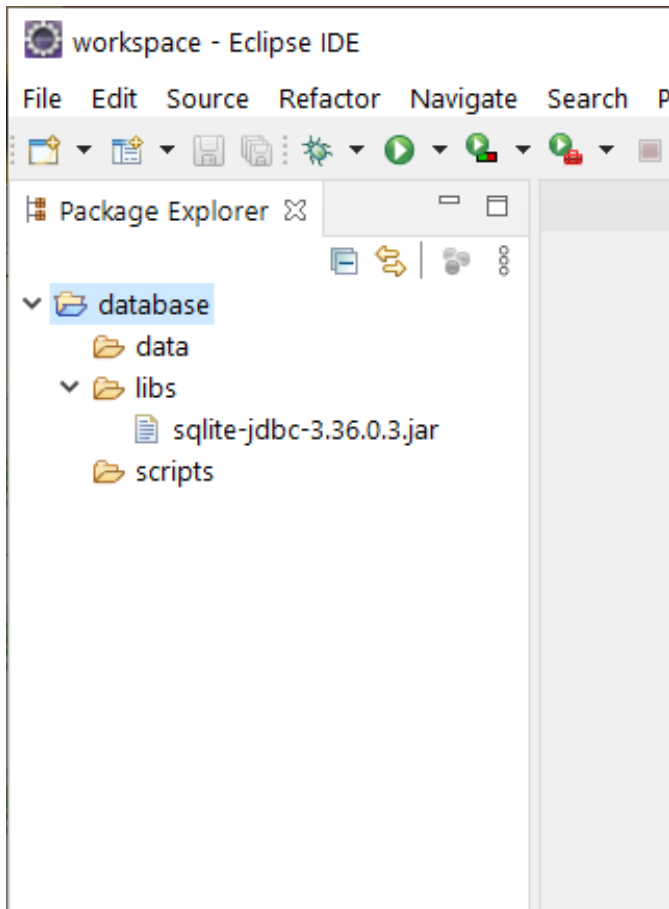 workspace - Eclipse IDE
File Edit Source Refactor Navigate Search P
Package Explorer
database
data
libs
sqlite-jdbc-3.36.0.3.jar
scripts